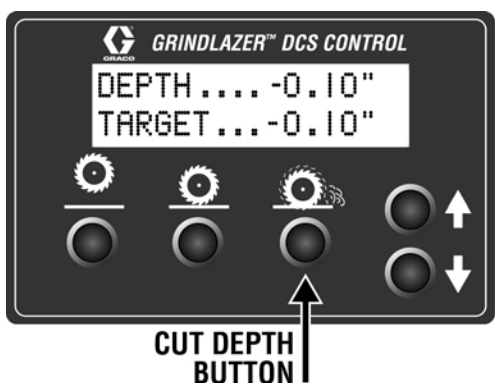 GRACO
GRINDLAZER™ DCS CONTROL
DEPTH....-0.10"
TARGET...-0.10"
CUT DEPTH
BUTTON